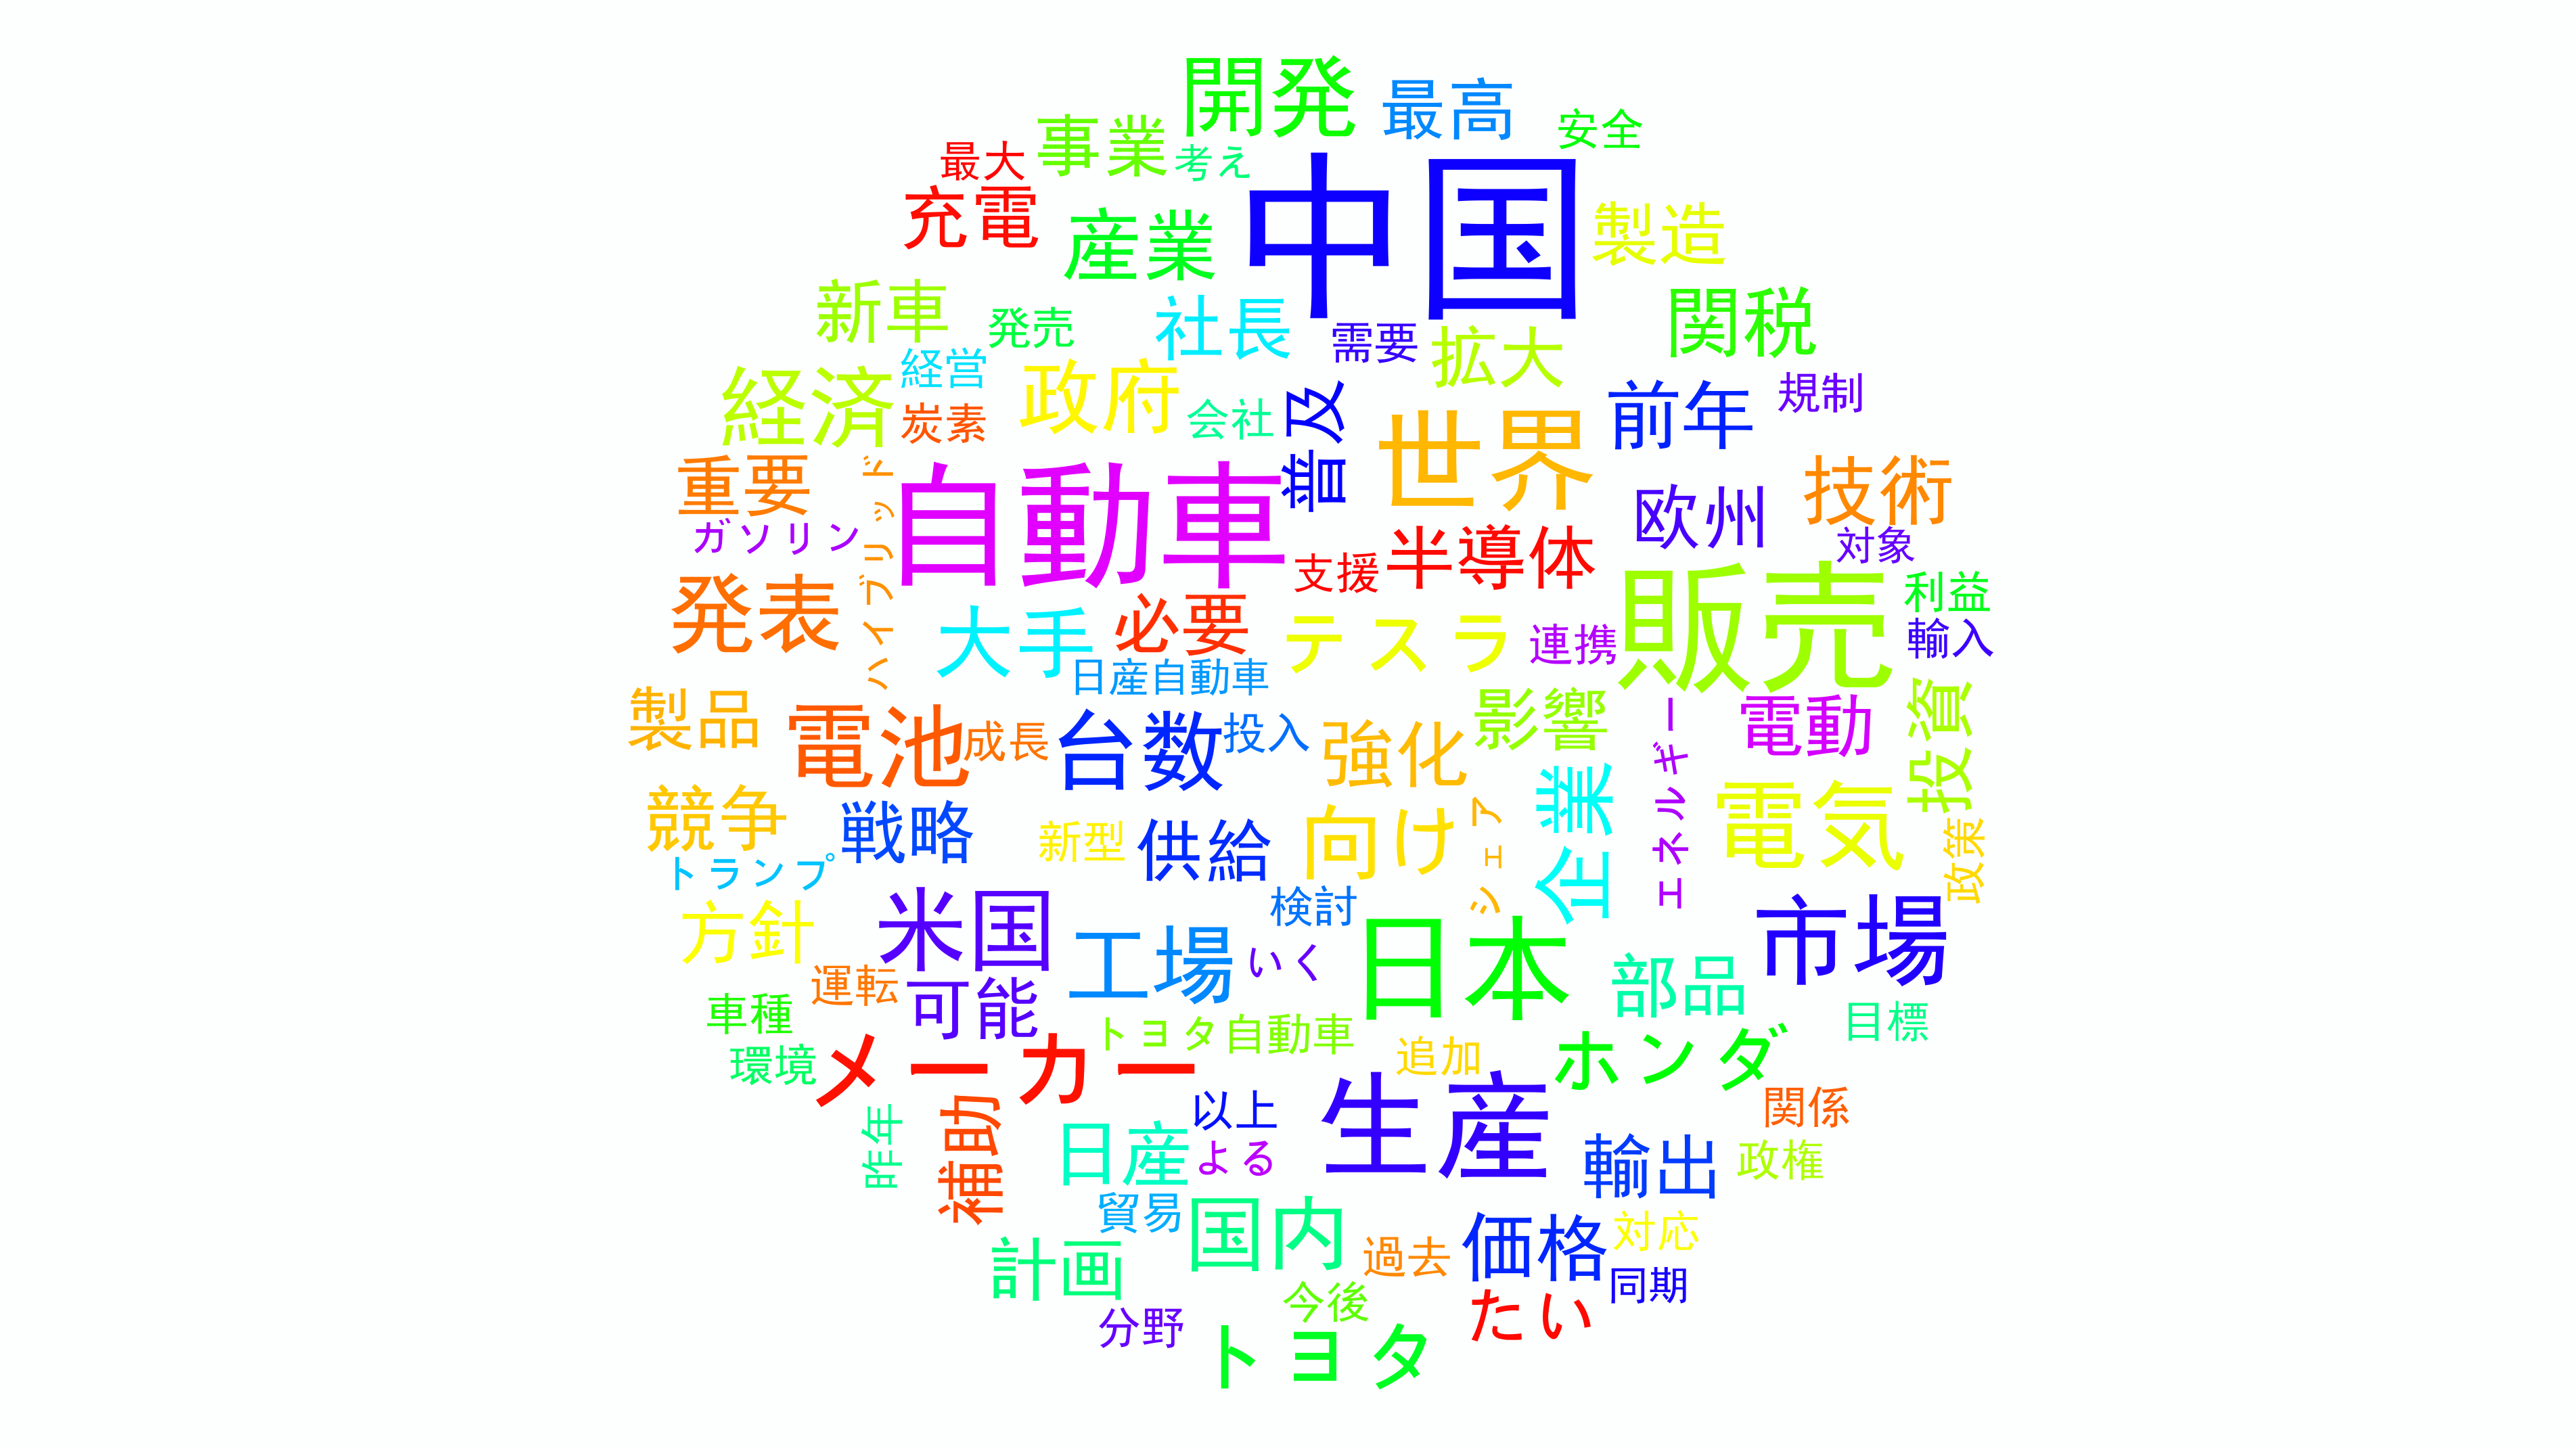 開発
最高
安全
事業
最大
考え
中国
充電
産業
製造
新車
発売
社長
需要
拡大
関税
経済
経営
炭素
政府
会社
普及
世界
前年
規制
重要
ガソリン
ハイブリッド
自動車
支援
半導体
欧州
技術
対象
発表
大手
必要
テスラ
連携
販売
利益
輸入
日産自動車
製品
電池
成長
台数
投入
強化
影響
エネルギー
電動
投資
競争
戦略
新型
供給
向け
シェア
企業
電気
政策
トランプ
方針
米国
検討
工場
いく
日本
市場
運転
可能
部品
車種
トヨタ自動車
目標
環境
メーカー
追加
ホンダ
昨年
補助
以上
生産
関係
日産
よる
輸出
政権
貿易
国内
計画
過去
価格
対応
同期
今後
たい
分野
トヨタ